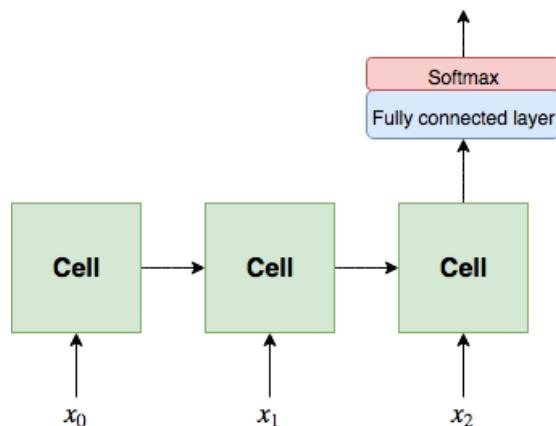 Softmax
Fully connected layer
Cell Cell Cell
x₀ x₁ x₂